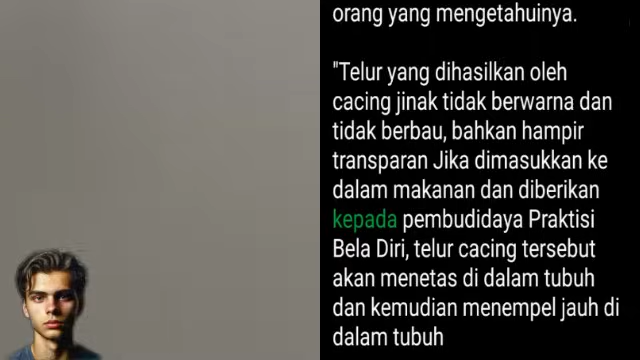 orang yang mengetahuinya.
"Telur yang dihasilkan oleh
cacing jinak tidak berwarna dan
tidak berbau, bahkan hampir
transparan Jika dimasukkan ke
dalam makanan dan diberikan
kepada pembudidaya Praktisi
Bela Diri, telur cacing tersebut
akan menetas di dalam tubuh
dan kemudian menempel jauh di
dalam tubuh